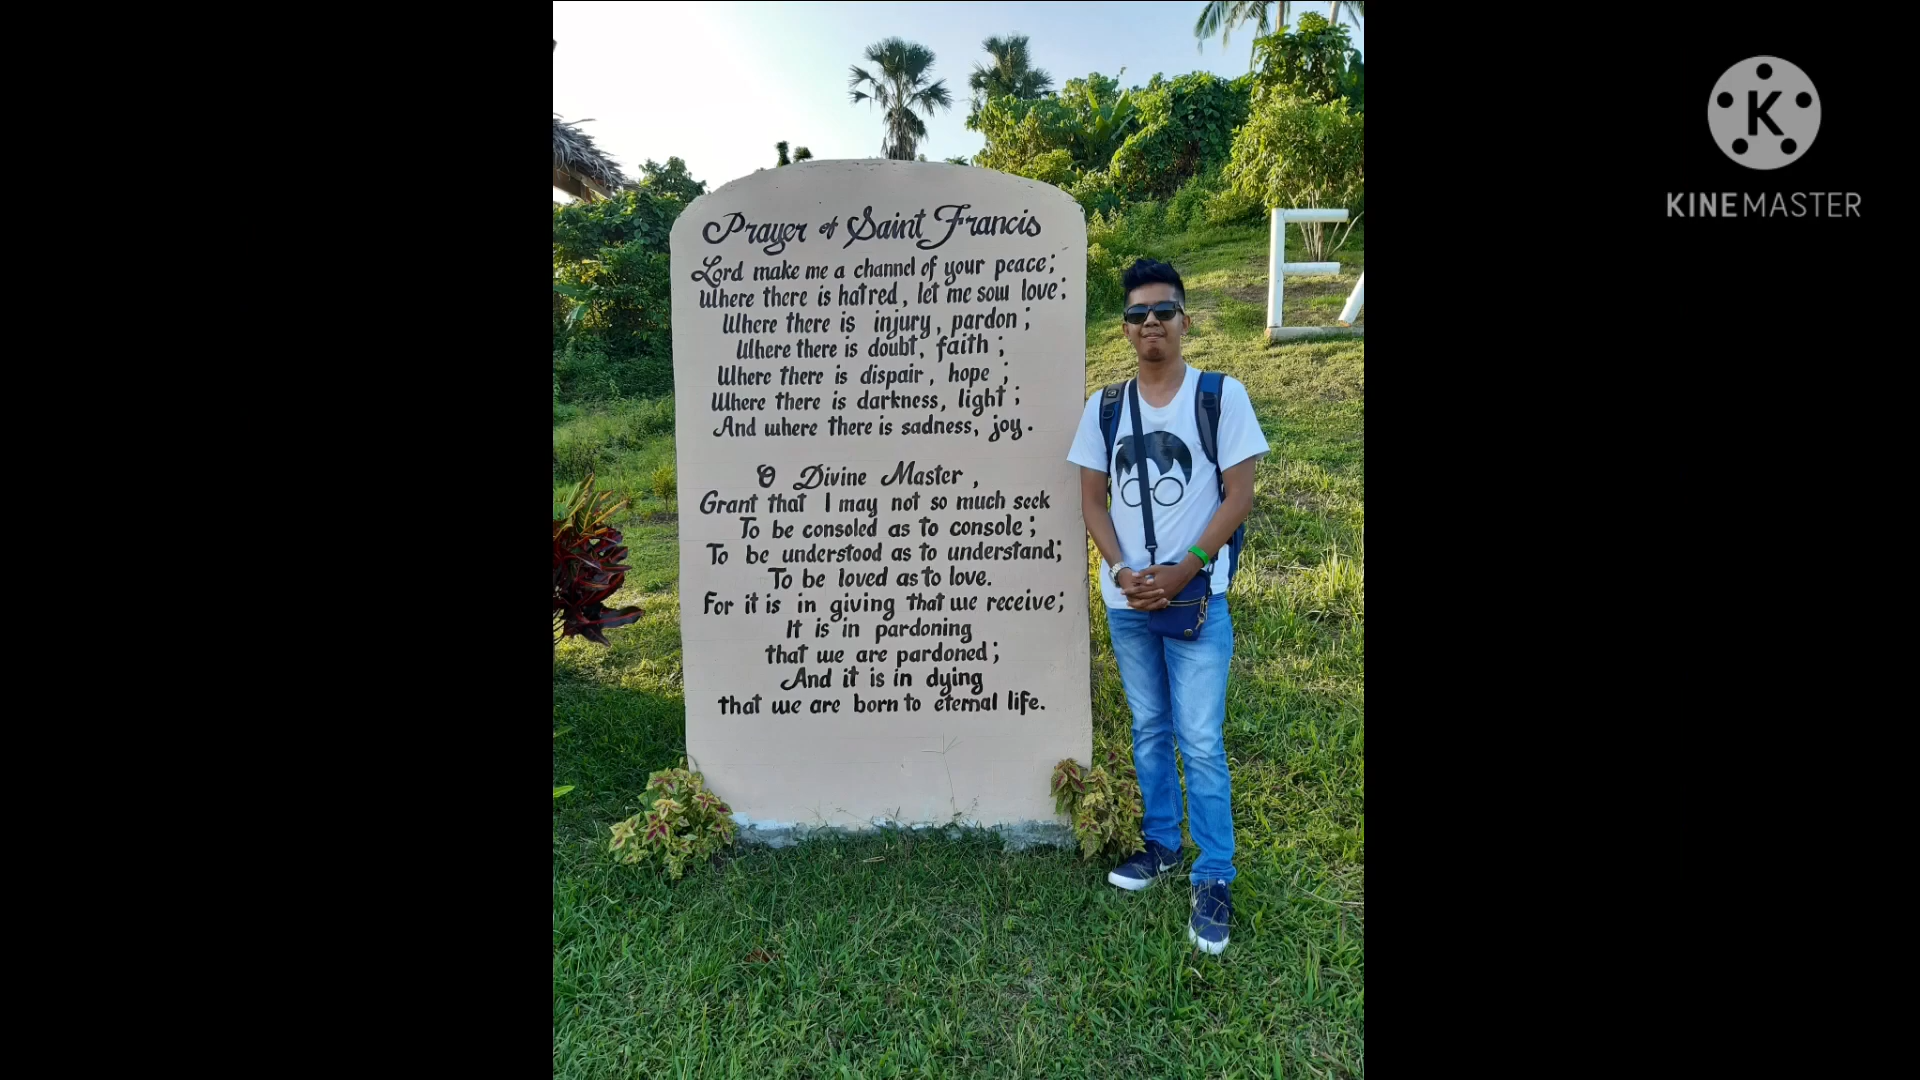 Prayer of Saint Francis
Lord make me a channel of your peace;
Where there is hatred, let me sow love;
Where there is injury, pardon;
Where there is doubt, faith;
Where there is dispair, hope;
Where there is darkness, light;
And where there is sadness, joy.
O Divine Master,
Grant that I may not so much seek
To be consoled as to console;
To be understood as to understand;
To be loved as to love.
For it is in giving that we receive;
It is in pardoning
that we are pardoned;
And it is in dying
that we are born to eternal life.
E
K
KINEMASTER